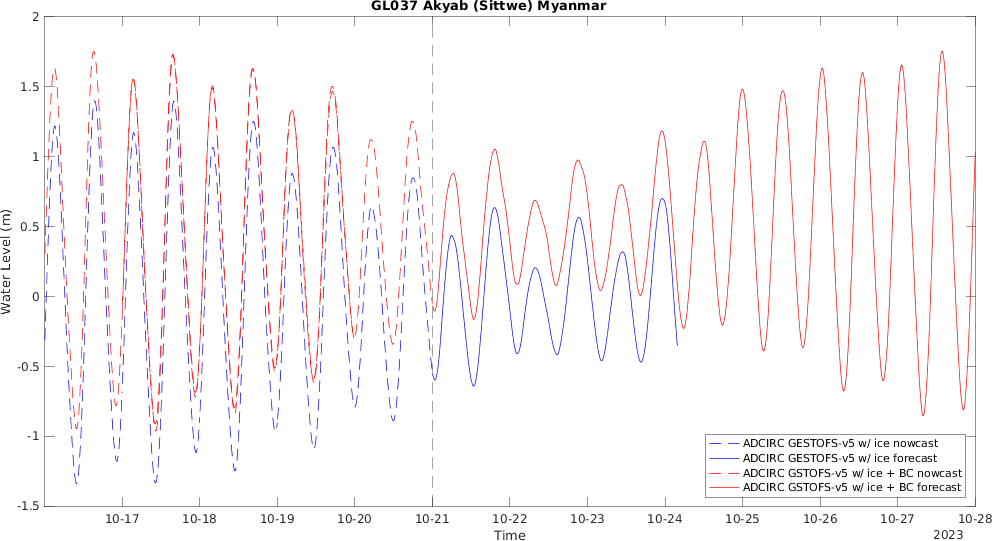 GL037 Akyab (Sittwe) Myanmar
2
1.5
1
0.5
0
-0.5
-1
-1.5
Water Level (m)
ADCIRC GESTOFS-v5 w/ ice nowcast
ADCIRC GESTOFS-v5 w/ ice forecast
ADCIRC GSTOFS-v5 w/ ice + BC nowcast
ADCIRC GSTOFS-v5 w/ ice + BC forecast
10-17 10-18 10-19 10-20 10-21 10-22 10-23 10-24 10-25 10-26 10-27 10-28
Time
2023